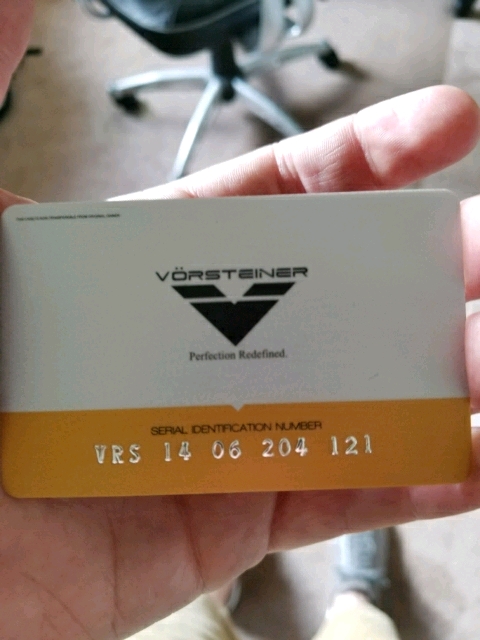 VÖRSTEINER
Perfection Redefined.
SERIAL IDENTIFICATION NUMBER
VRS 14 06 204 121